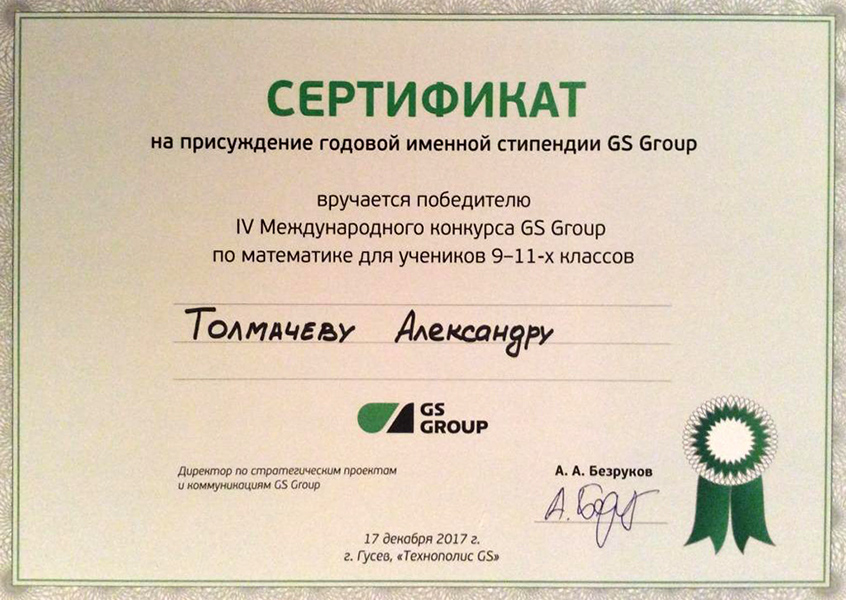 СЕРТИФИКАТ
на присуждение годовой именной стипендии GS Group
вручается победителю
IV Международного конкурса GS Group
по математике для учеников 9–11-х классов
Толмачеву Александру
GS
GROUP
Директор по стратегическим проектам
и коммуникациям GS Group
А. А. Безруков
17 декабря 2017 г.
г. Гусев, «Технополис GS»